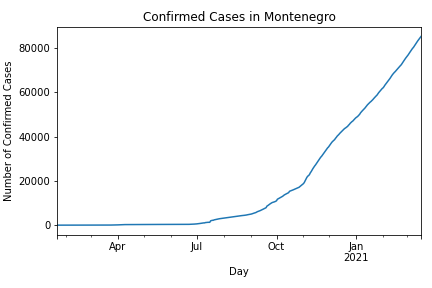 Confirmed Cases in Montenegro
Number of Confirmed Cases
80000
60000
40000
20000
0
Apr
Jul
Oct
Jan
2021
Day